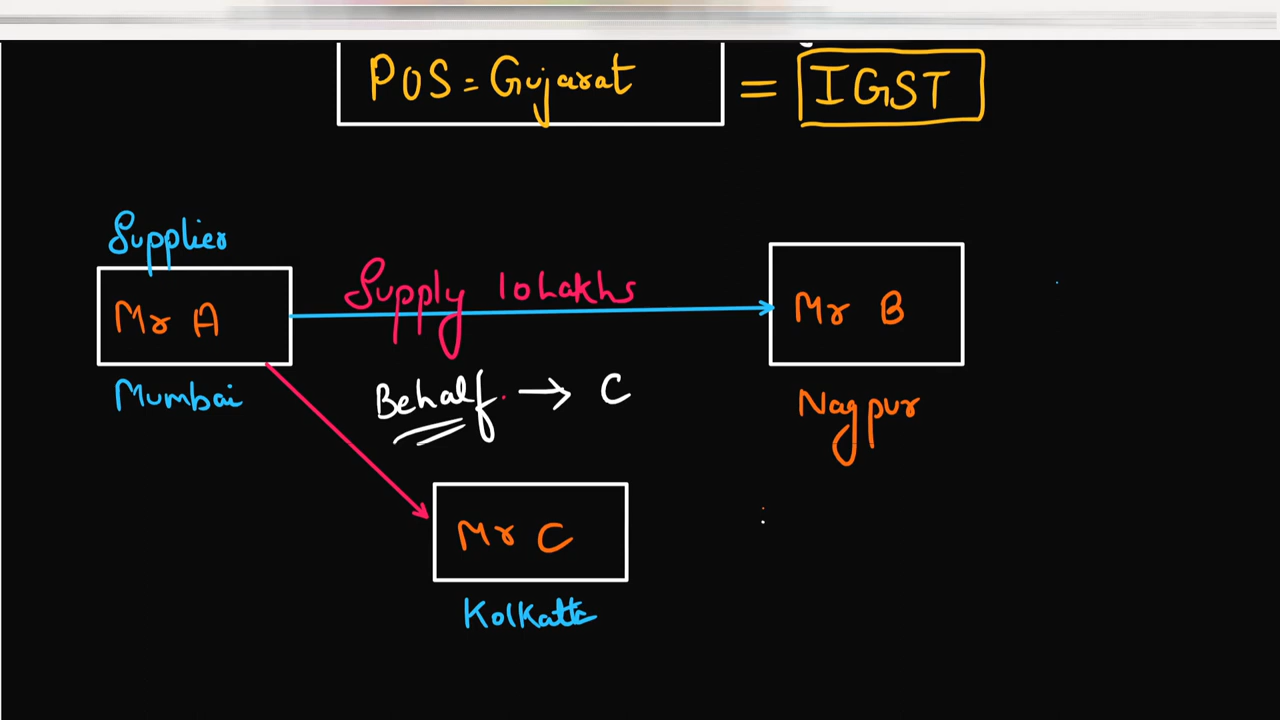 POS = Gujarat = IGST
Supplier
Mr A
Supply 10 Lakhs
Mr B
Mumbai
Behalf. → C
Nagpur
Mr C
Kolkatta